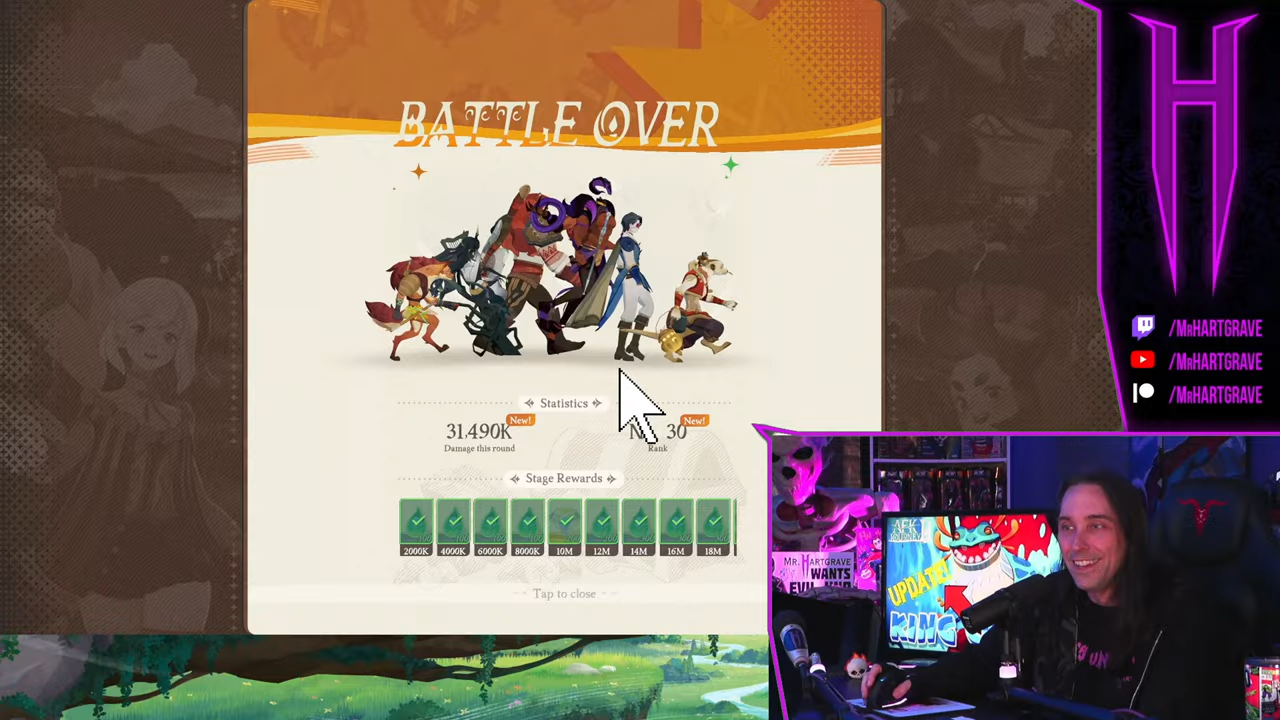 BATTLE OVER
Statistics
31,490K
New!
Damage this round
30
New!
Rank
Stage Rewards
2000K
4000K
6000K
8000K
10M
12M
14M
16M
18M
Tap to close
H
/MrHartgrave
/MrHartgrave
/MrHartgrave
AFK
JOURNEY
UPDATE!
KING
Mr. Hartgrave
WANTS